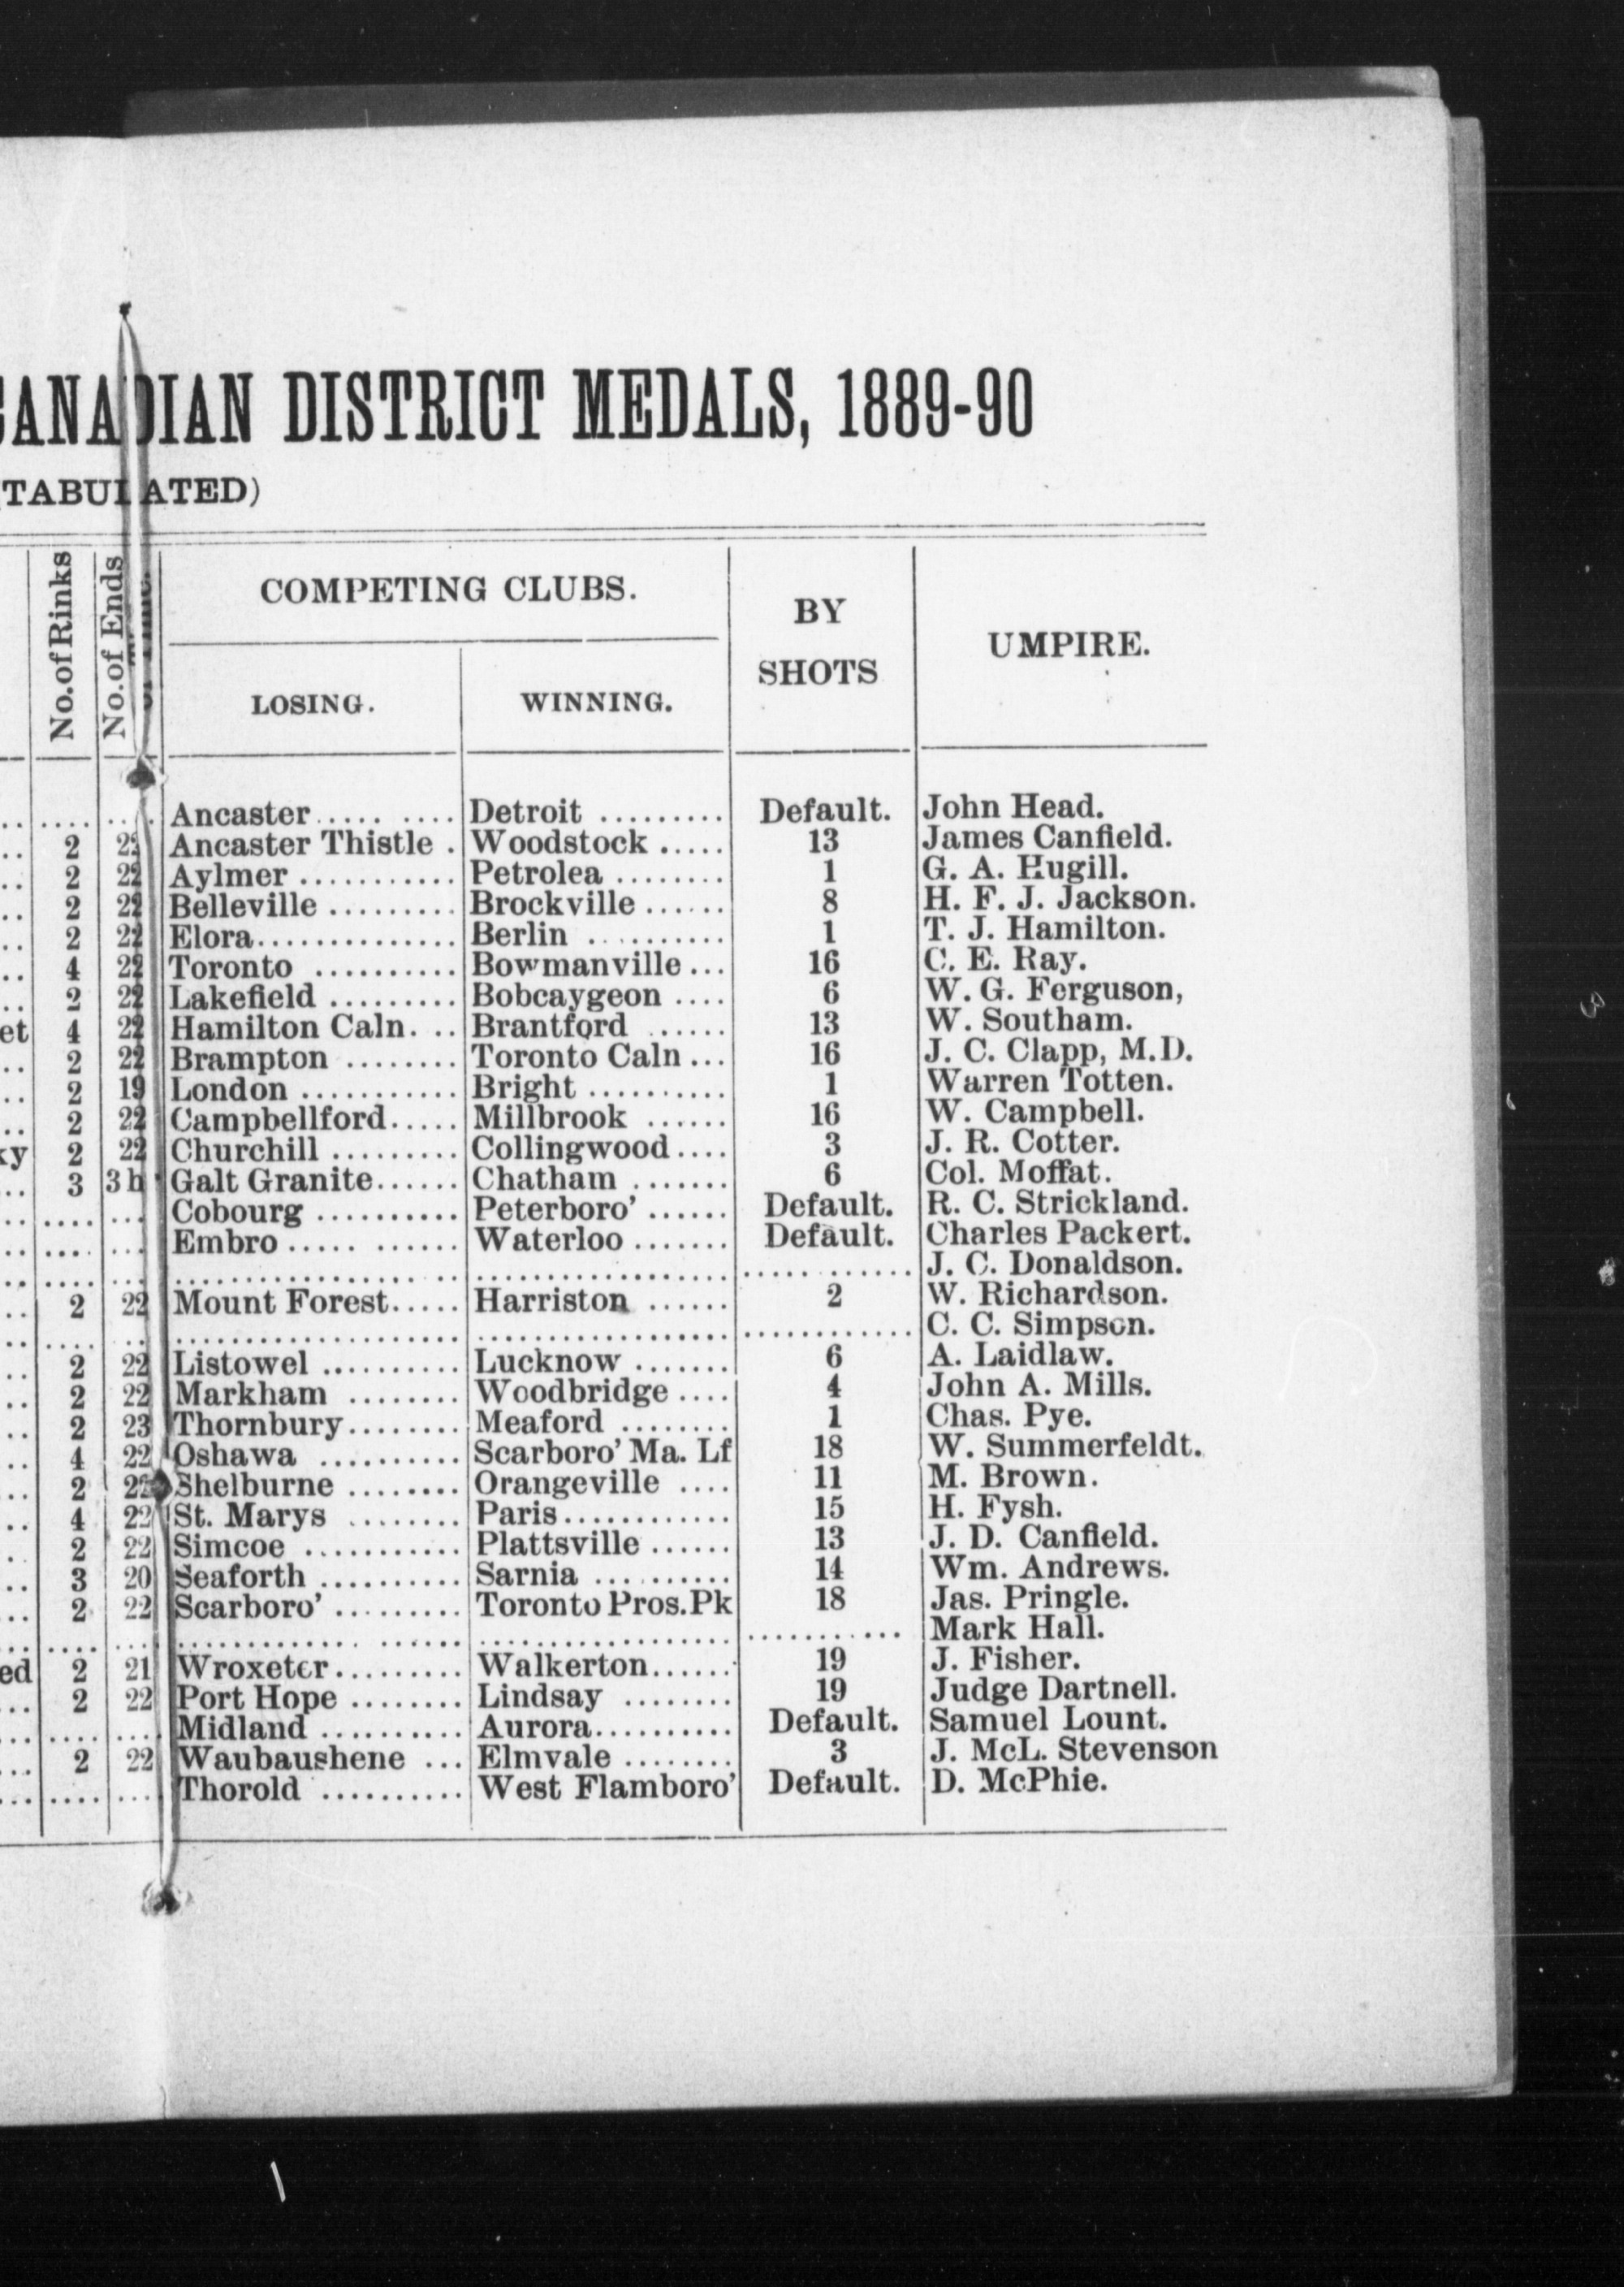 CANADIAN DISTRICT MEDALS, 1889-90
(TABULATED)
No. of Rinks
No. of Ends
COMPETING CLUBS.
BY
SHOTS
UMPIRE.
LOSING.
WINNING.
.. .... ... Ancaster..... .... Detroit ......... Default. John Head.
.. 2 22 Ancaster Thistle . Woodstock ..... 13 James Canfield.
.. 2 22 Aylmer ........... Petrolea ........ 1 G. A. Hugill.
.. 2 22 Belleville ......... Brockville ...... 8 H. F. J. Jackson.
.. 2 22 Elora.............. Berlin .......... 1 T. J. Hamilton.
.. 4 22 Toronto .......... Bowmanville ... 16 C. E. Ray.
.. 2 22 Lakefield ......... Bobcaygeon .... 6 W. G. Ferguson,
et 4 22 Hamilton Caln. .. Brantford ...... 13 W. Southam.
.. 2 22 Brampton ........ Toronto Caln ... 16 J. C. Clapp, M.D.
.. 2 19 London ........... Bright .......... 1 Warren Totten.
.. 2 22 Campbellford..... Millbrook ...... 16 W. Campbell.
ky 2 22 Churchill ......... Collingwood .... 3 J. R. Cotter.
.. 3 3 h Galt Granite...... Chatham ....... 6 Col. Moffat.
.. .... ... Cobourg .......... Peterboro' ...... Default. R. C. Strickland.
.. .... ... Embro ..... ...... Waterloo ....... Default. Charles Packert.
.. .... ... .................... .................. ............ J. C. Donaldson.
.. 2 22 Mount Forest..... Harriston ...... 2 W. Richardson.
.. .... .. .................... .................. ............ C. C. Simpson.
.. 2 22 Listowel .......... Lucknow ....... 6 A. Laidlaw.
.. 2 22 Markham ........ Woodbridge .... 4 John A. Mills.
.. 2 23 Thornbury........ Meaford ........ 1 Chas. Pye.
.. 4 22 Oshawa .......... Scarboro' Ma. Lf 18 W. Summerfeldt.
.. 2 22 Shelburne ........ Orangeville .... 11 M. Brown.
.. 4 22 St. Marys ........ Paris............ 15 H. Fysh.
. 2 22 Simcoe ........... Plattsville ...... 13 J. D. Canfield.
.. 3 20 Seaforth .......... Sarnia .......... 14 Wm. Andrews.
.. 2 22 Scarboro' ......... Toronto Pros.Pk 18 Jas. Pringle.
... .... .... ............. ...... .................. .......... Mark Hall.
ed 2 21 Wroxeter......... Walkerton...... 19 J. Fisher.
... 2 22 Port Hope ........ Lindsay ........ 19 Judge Dartnell.
... .... .... Midland .......... Aurora.......... Default. Samuel Lount.
... 2 22 Waubaushene ... Elmvale ........ 3 J. McL. Stevenson
... .... .... Thorold .......... West Flamboro' Default. D. McPhie.